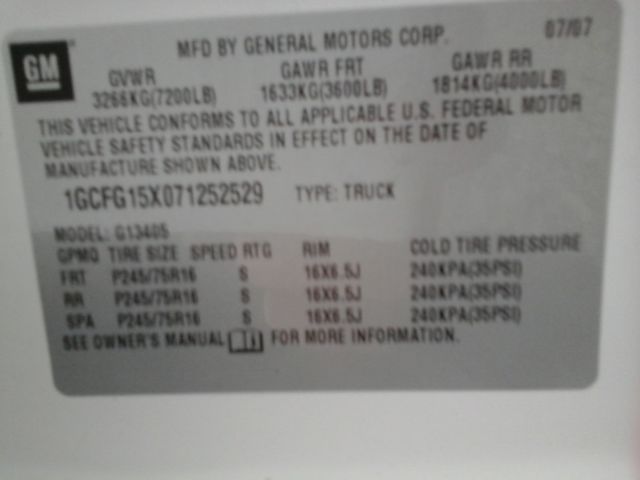 GM
MFD BY GENERAL MOTORS CORP. 07/07
GVWR GAWR FRT GAWR RR
3266KG(7200LB) 1633KG(3600LB) 1814KG(4000LB)
THIS VEHICLE CONFORMS TO ALL APPLICABLE U.S. FEDERAL MOTOR
VEHICLE SAFETY STANDARDS IN EFFECT ON THE DATE OF
MANUFACTURE SHOWN ABOVE.
1GCFG15X071252529 TYPE: TRUCK
MODEL: G13405
GPMO TIRE SIZE SPEED RTG RIM COLD TIRE PRESSURE
FRT P245/75R16 S 16X6.5J 240KPA(35PSI)
RR P245/75R16 S 16X6.5J 240KPA(35PSI)
SPA P245/75R16 S 16X6.5J 240KPA(35PSI)
SEE OWNER'S MANUAL FOR MORE INFORMATION.